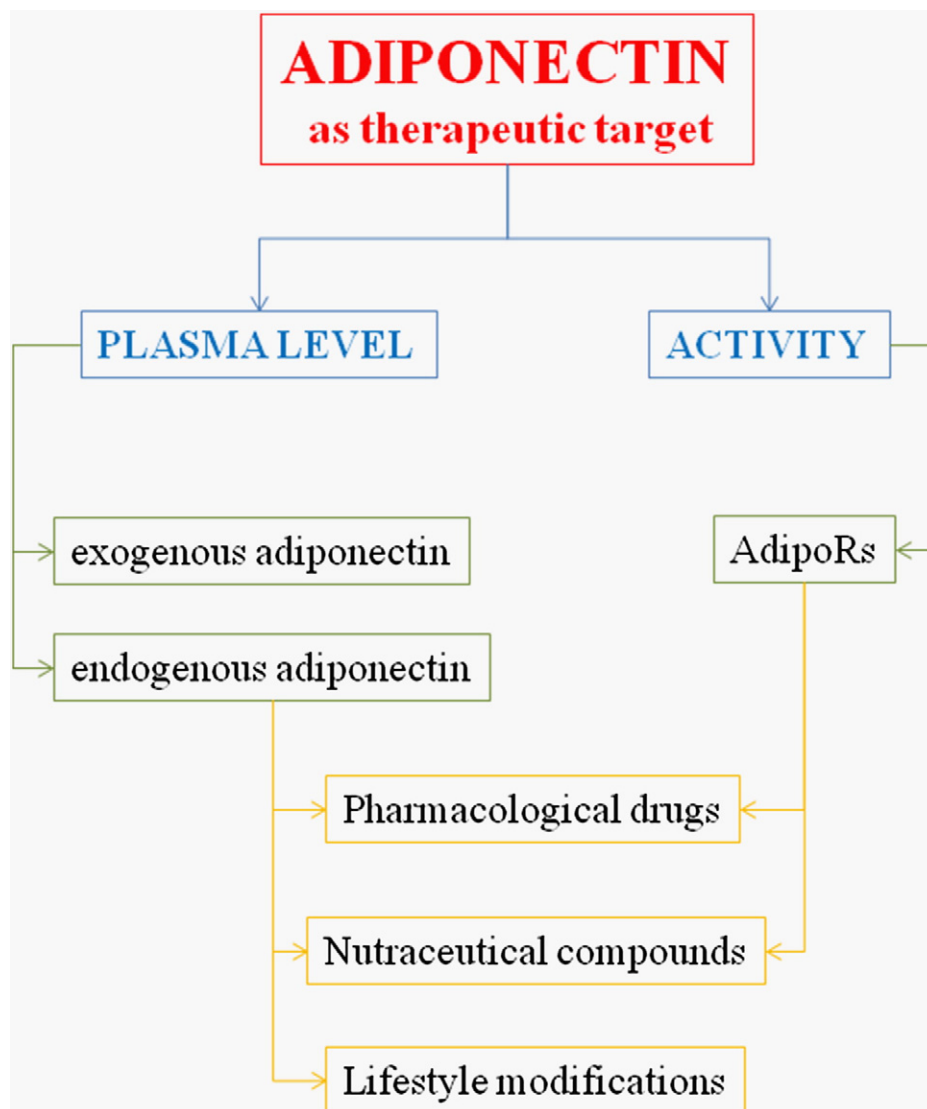 ADIPONECTIN
as therapeutic target
PLASMA LEVEL
ACTIVITY
exogenous adiponectin
AdipoRs
endogenous adiponectin
Pharmacological drugs
Nutraceutical compounds
Lifestyle modifications